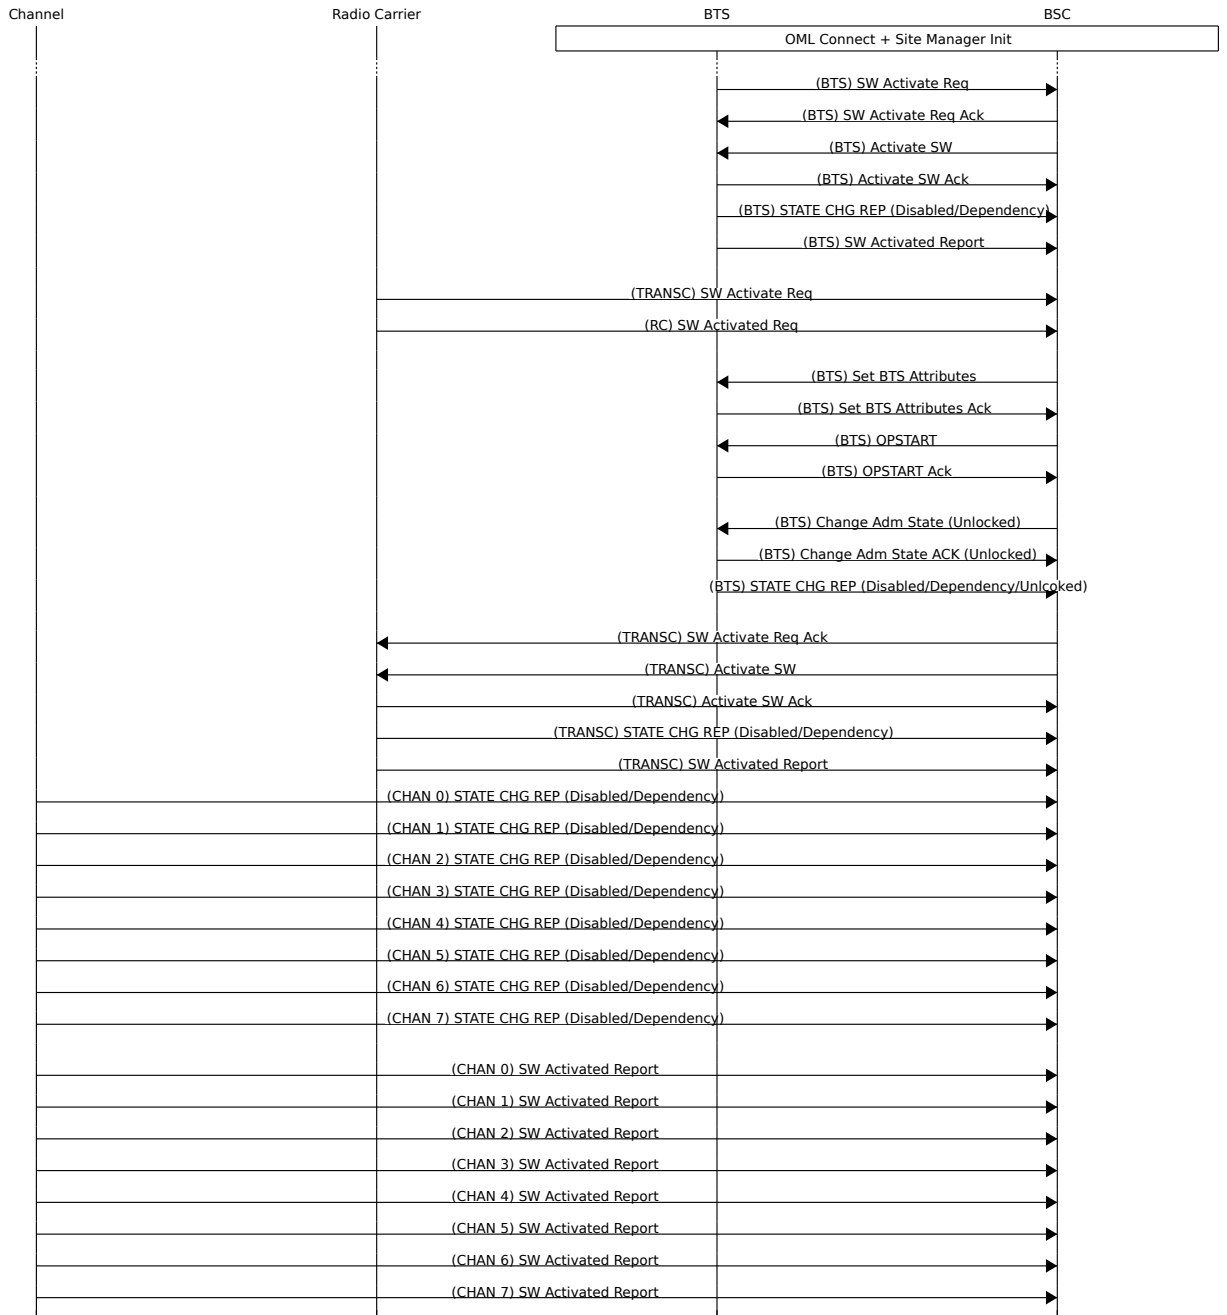 Channel Radio Carrier BTS BSC
OML Connect + Site Manager Init
(BTS) SW Activate Req
(BTS) SW Activate Req Ack
(BTS) Activate SW
(BTS) Activate SW Ack
(BTS) STATE CHG REP (Disabled/Dependency)
(BTS) SW Activated Report
(TRANSC) SW Activate Req
(RC) SW Activated Req
(BTS) Set BTS Attributes
(BTS) Set BTS Attributes Ack
(BTS) OPSTART
(BTS) OPSTART Ack
(BTS) Change Adm State (Unlocked)
(BTS) Change Adm State ACK (Unlocked)
(BTS) STATE CHG REP (Disabled/Dependency/Unlcoked)
(TRANSC) SW Activate Req Ack
(TRANSC) Activate SW
(TRANSC) Activate SW Ack
(TRANSC) STATE CHG REP (Disabled/Dependency)
(TRANSC) SW Activated Report
(CHAN 0) STATE CHG REP (Disabled/Dependency)
(CHAN 1) STATE CHG REP (Disabled/Dependency)
(CHAN 2) STATE CHG REP (Disabled/Dependency)
(CHAN 3) STATE CHG REP (Disabled/Dependency)
(CHAN 4) STATE CHG REP (Disabled/Dependency)
(CHAN 5) STATE CHG REP (Disabled/Dependency)
(CHAN 6) STATE CHG REP (Disabled/Dependency)
(CHAN 7) STATE CHG REP (Disabled/Dependency)
(CHAN 0) SW Activated Report
(CHAN 1) SW Activated Report
(CHAN 2) SW Activated Report
(CHAN 3) SW Activated Report
(CHAN 4) SW Activated Report
(CHAN 5) SW Activated Report
(CHAN 6) SW Activated Report
(CHAN 7) SW Activated Report